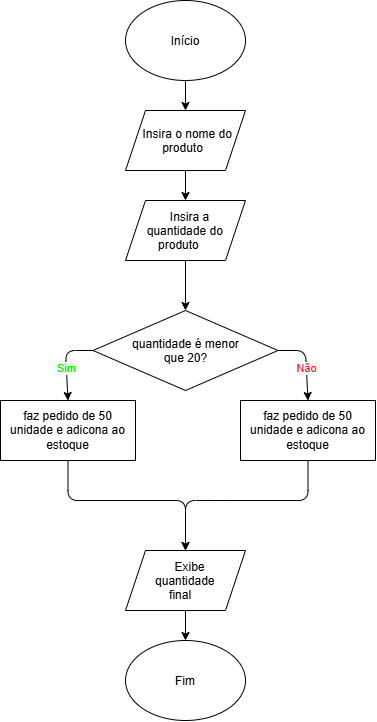 Início
Insira o nome do
produto
Insira a
quantidade do
produto
quantidade é menor
que 20?
Sim
Não
faz pedido de 50
unidade e adicona ao
estoque
faz pedido de 50
unidade e adicona ao
estoque
Exibe
quantidade
final
Fim